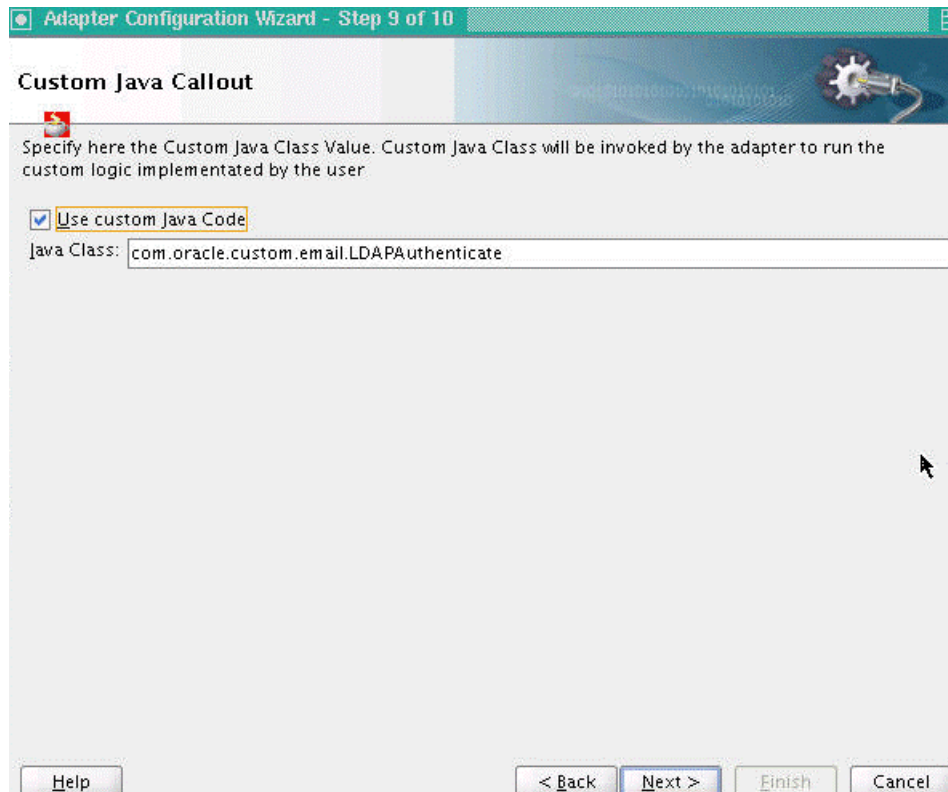 Adapter Configuration Wizard - Step 9 of 10
Custom Java Callout
Specify here the Custom Java Class Value. Custom Java Class will be invoked by the adapter to run the
custom logic implementated by the user
Use custom Java Code
Java Class: com.oracle.custom.email.LDAPAuthenticate
Help < Back Next > Finish Cancel